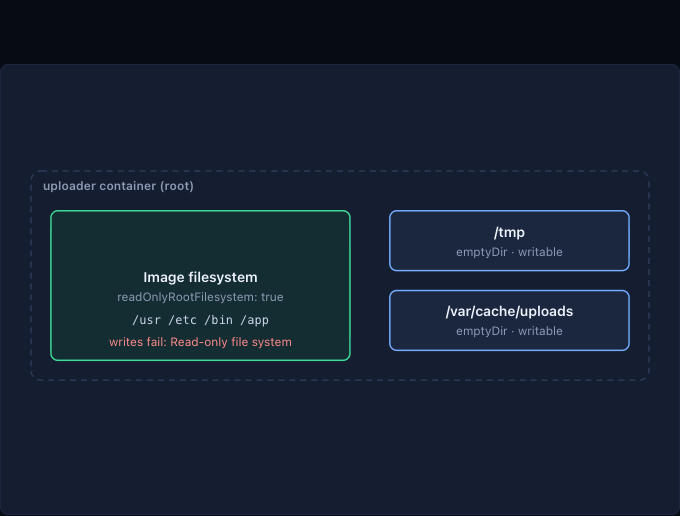 uploader container (root)
Image filesystem
readOnlyRootFilesystem: true
/usr /etc /bin /app
writes fail: Read-only file system
/tmp
emptyDir · writable
/var/cache/uploads
emptyDir · writable